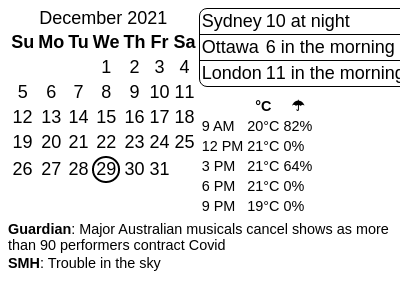 December 2021
Su Mo Tu We Th Fr Sa
1 2 3 4
5 6 7 8 9 10 11
12 13 14 15 16 17 18
19 20 21 22 23 24 25
26 27 28 29 30 31
Sydney 10 at night
Ottawa 6 in the morning
London 11 in the morning
°C ☂
9 AM 20°C 82%
12 PM 21°C 0%
3 PM 21°C 64%
6 PM 21°C 0%
9 PM 19°C 0%
Guardian: Major Australian musicals cancel shows as more
than 90 performers contract Covid
SMH: Trouble in the sky